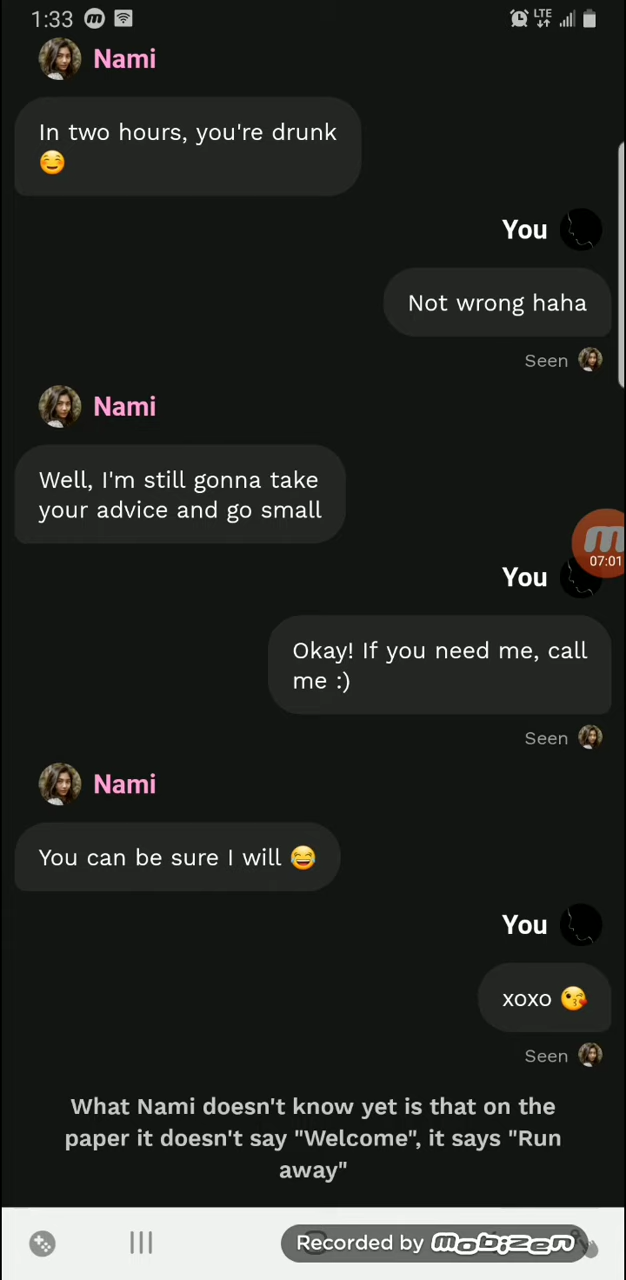 1:33
LTE
Nami
In two hours, you're drunk
☺️
You
Not wrong haha
Seen
Nami
Well, I'm still gonna take
your advice and go small
07:01
You
Okay! If you need me, call
me :)
Seen
Nami
You can be sure I will 😂
You
xoxo 😘
Seen
What Nami doesn't know yet is that on the
paper it doesn't say "Welcome", it says "Run
away"
Recorded by mobizen